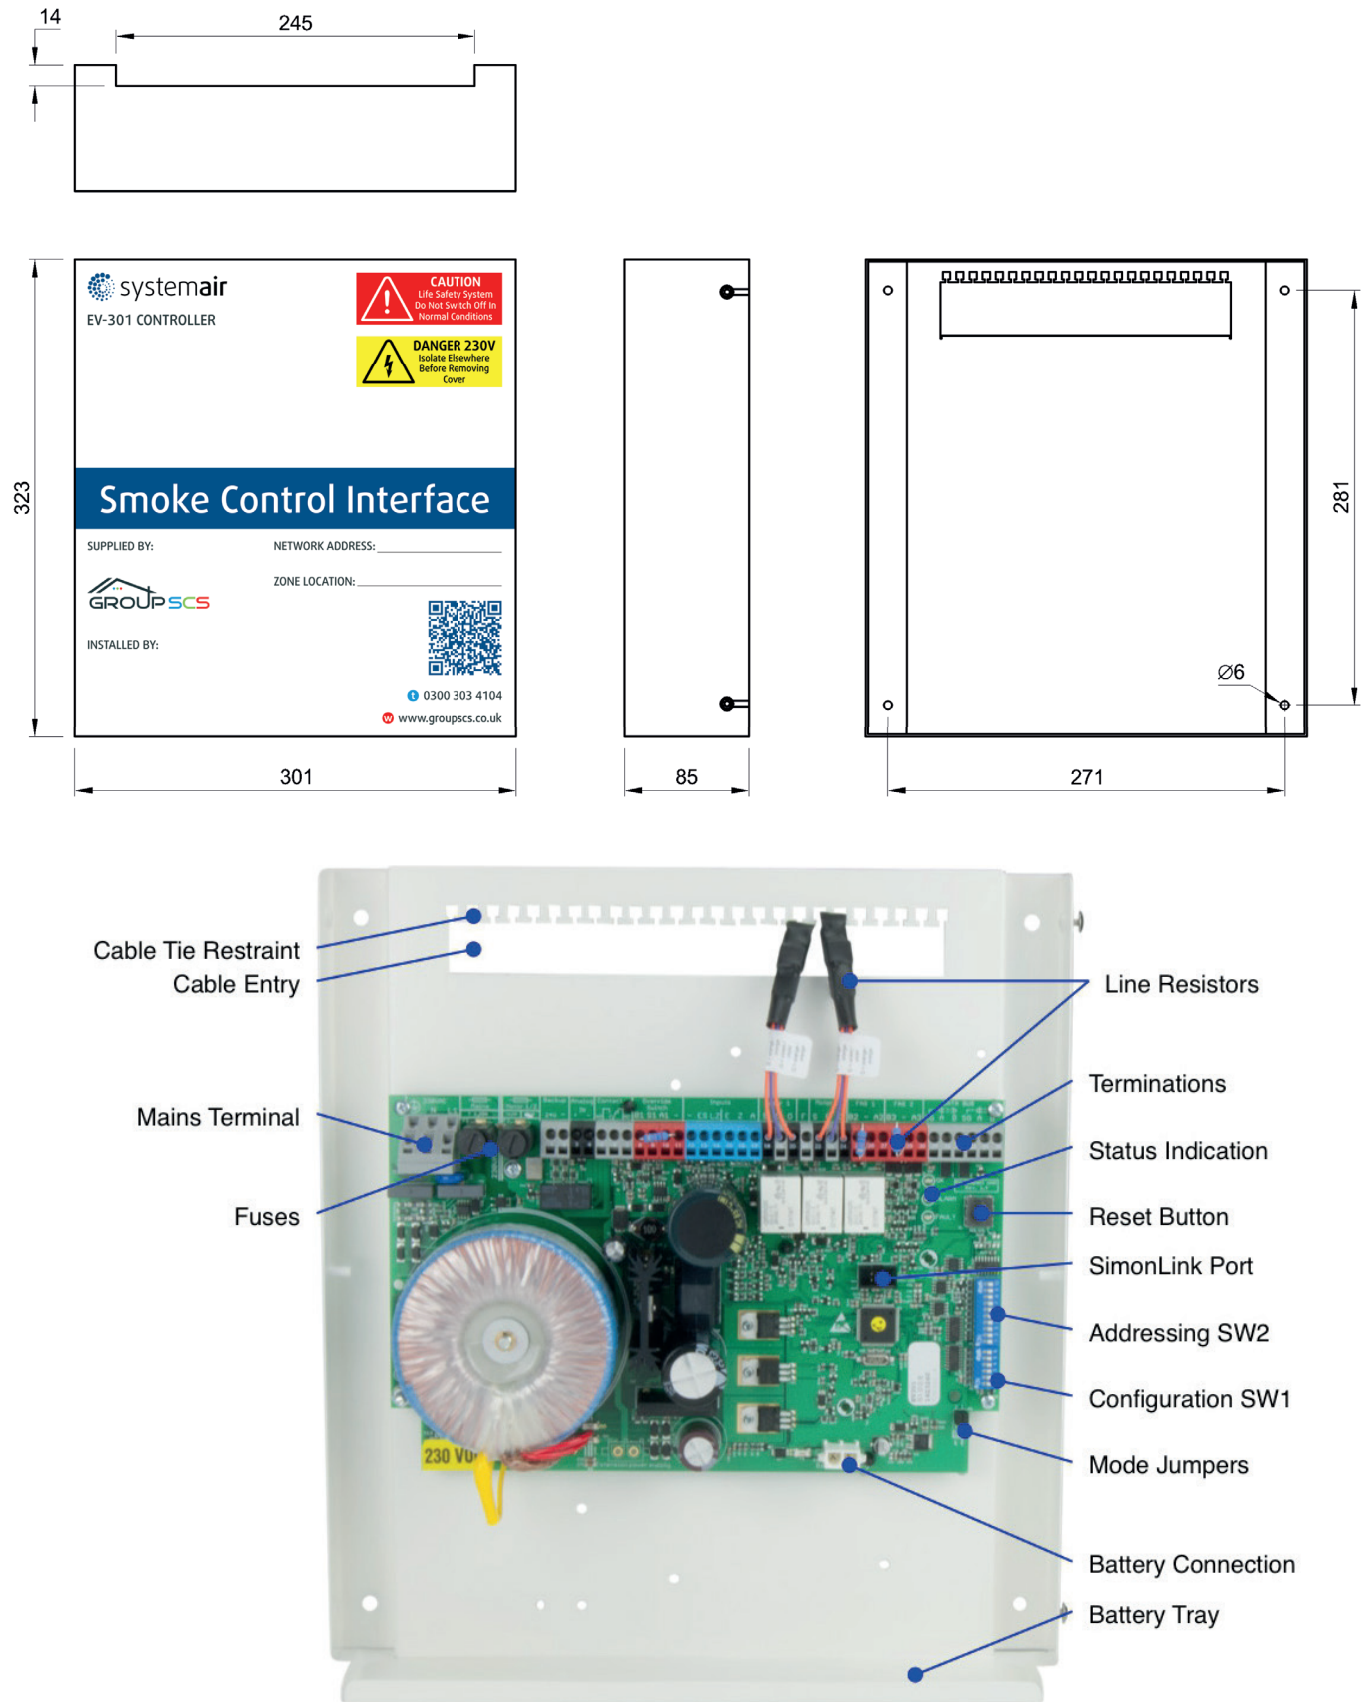 14
245
systemair
EV-301 CONTROLLER
CAUTION
Life Safety System
Do Not Switch Off In
Normal Conditions
DANGER 230V
Isolate Elsewhere
Before Removing
Cover
Smoke Control Interface
SUPPLIED BY:
NETWORK ADDRESS:
ZONE LOCATION:
GROUP SCS
INSTALLED BY:
t 0300 303 4104
w www.groupscs.co.uk
323
301
85
281
Ø6
271
Cable Tie Restraint
Cable Entry
Mains Terminal
Fuses
Line Resistors
Terminations
Status Indication
Reset Button
SimonLink Port
Addressing SW2
Configuration SW1
Mode Jumpers
Battery Connection
Battery Tray
Inputs
230 V